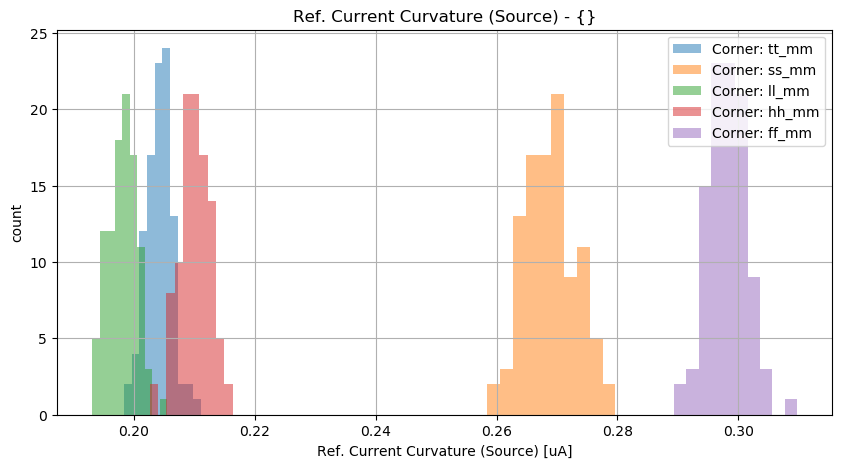 Ref. Current Curvature (Source) - {}
25
20
15
10
5
0
count
Corner: tt_mm
Corner: ss_mm
Corner: ll_mm
Corner: hh_mm
Corner: ff_mm
0.20 0.22 0.24 0.26 0.28 0.30
Ref. Current Curvature (Source) [uA]